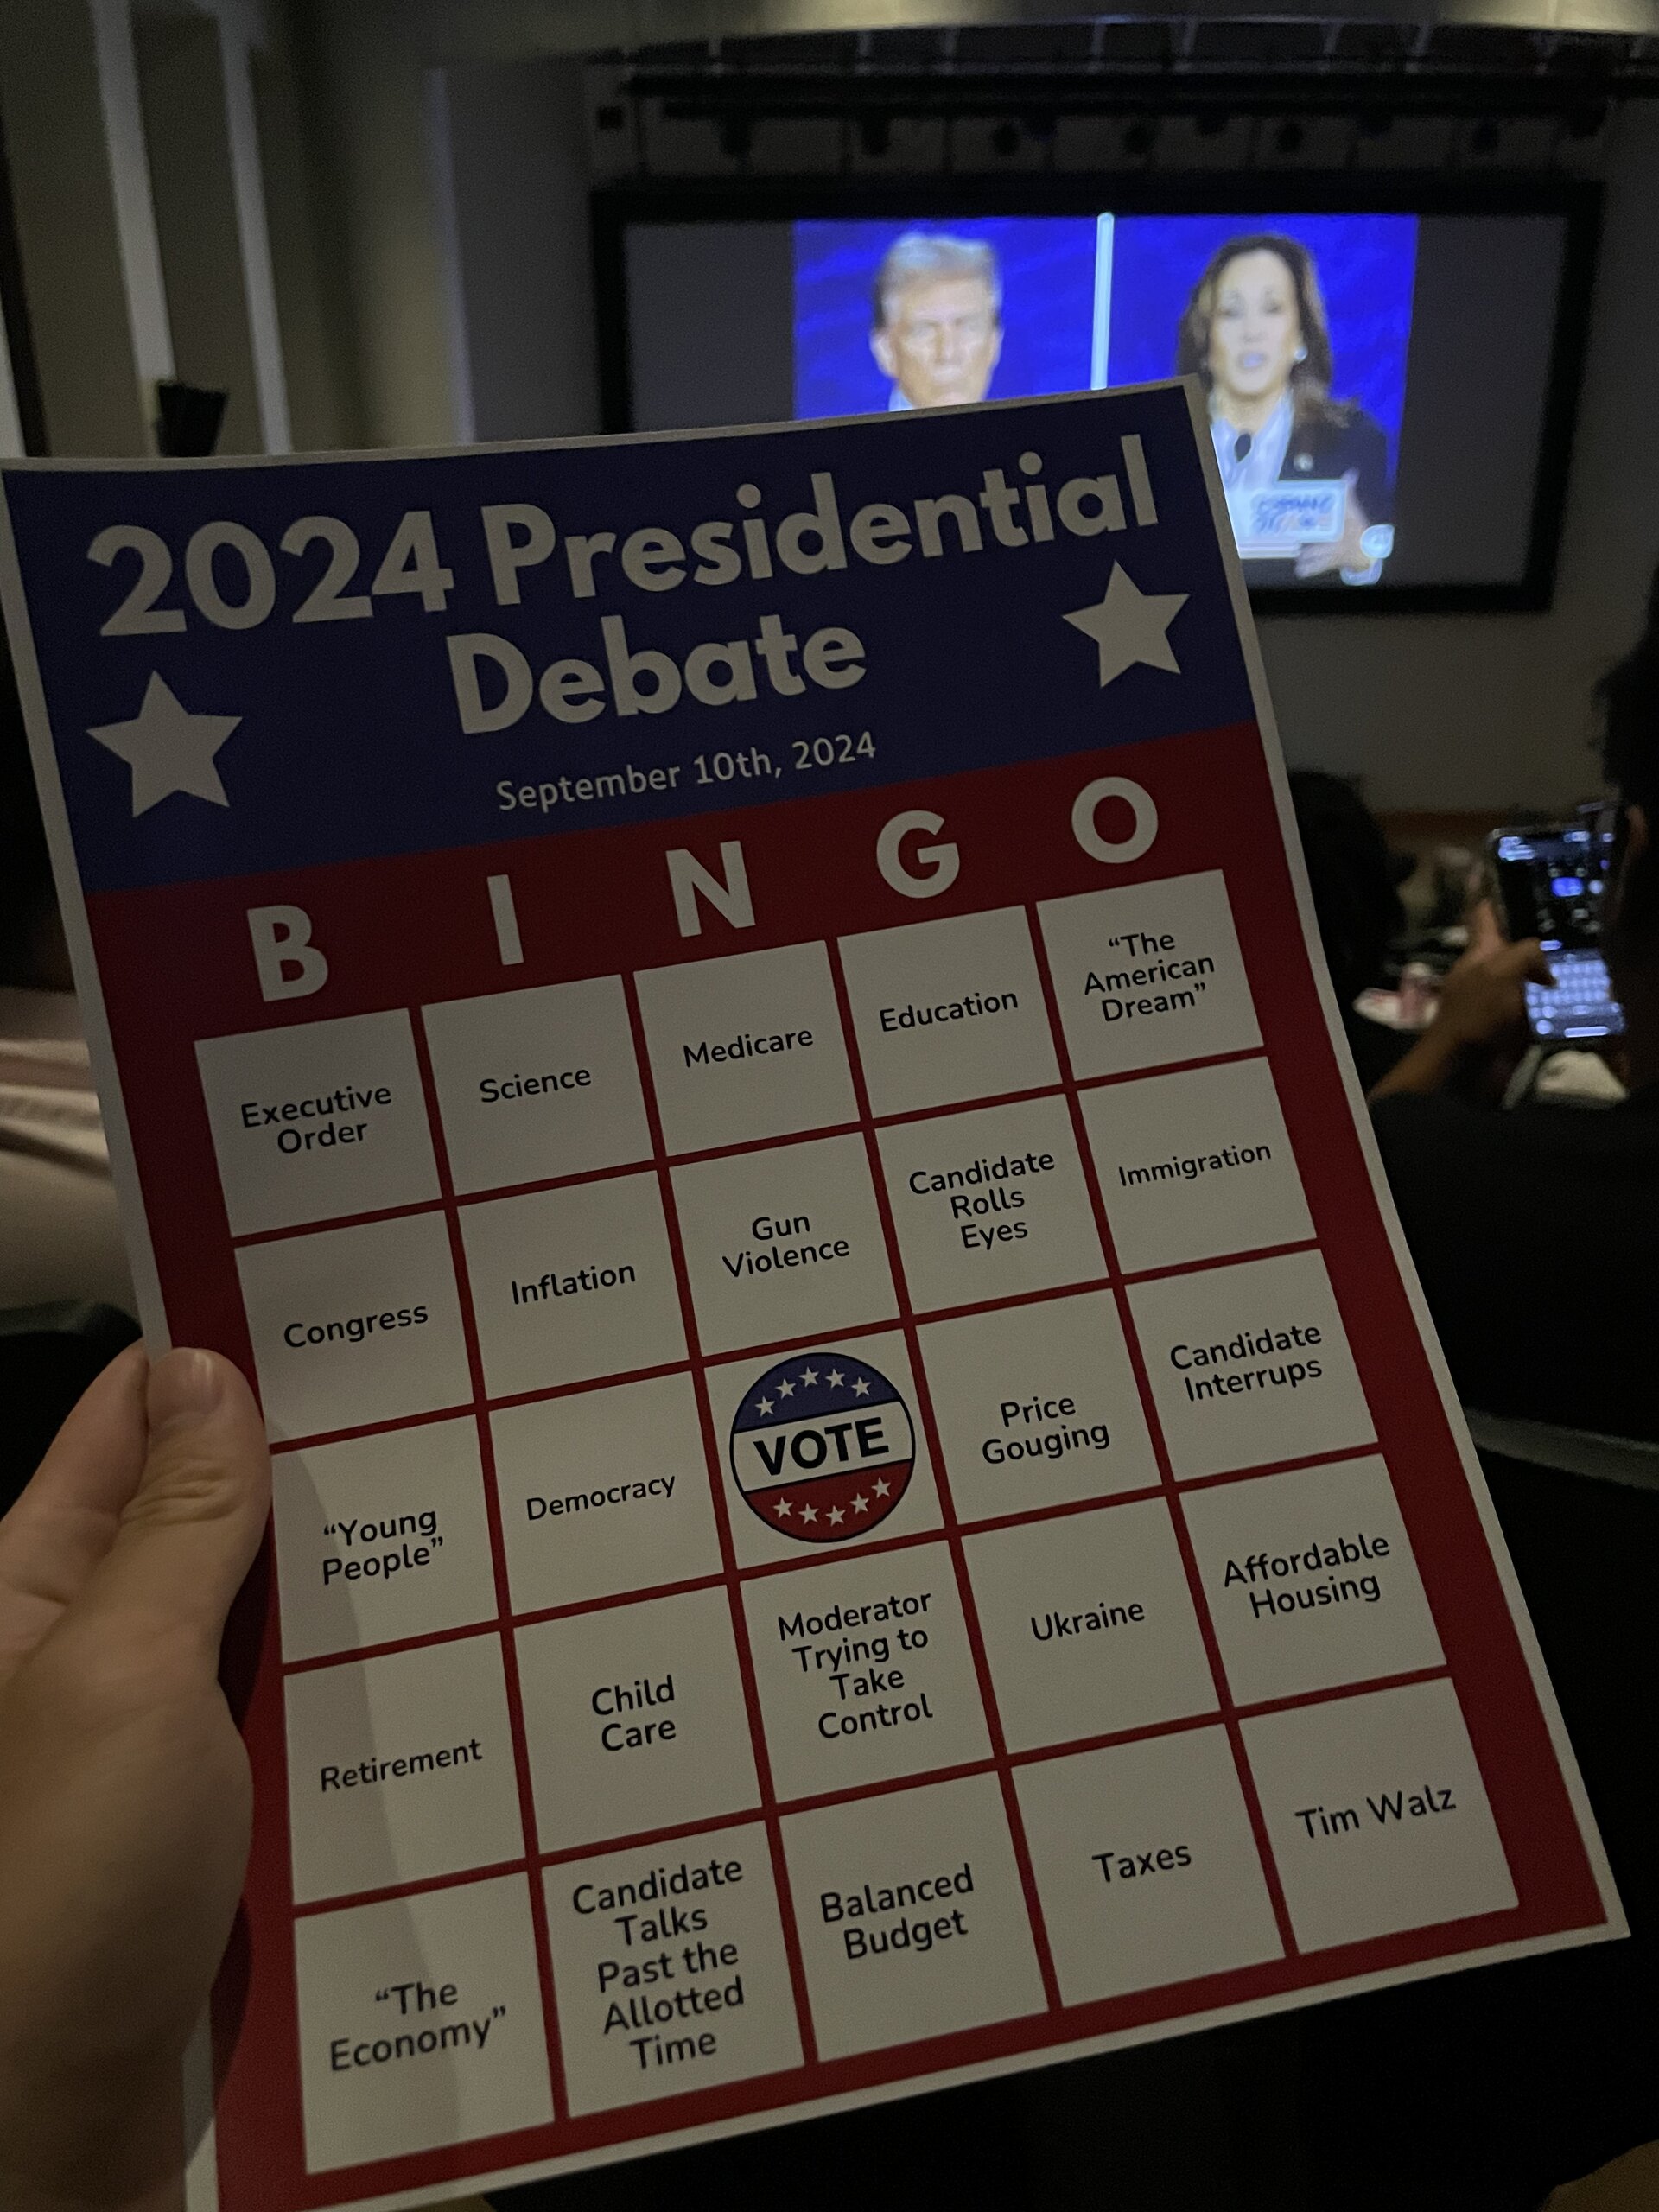 2024 Presidential
Debate
September 10th, 2024
B I N G O
Executive
Order
Science
Medicare
Education
“The
American
Dream”
Congress
Inflation
Gun
Violence
Candidate
Rolls
Eyes
Immigration
“Young
People”
Democracy
VOTE
Price
Gouging
Candidate
Interrups
Retirement
Child
Care
Moderator
Trying to
Take
Control
Ukraine
Affordable
Housing
“The
Economy”
Candidate
Talks
Past the
Allotted
Time
Balanced
Budget
Taxes
Tim Walz